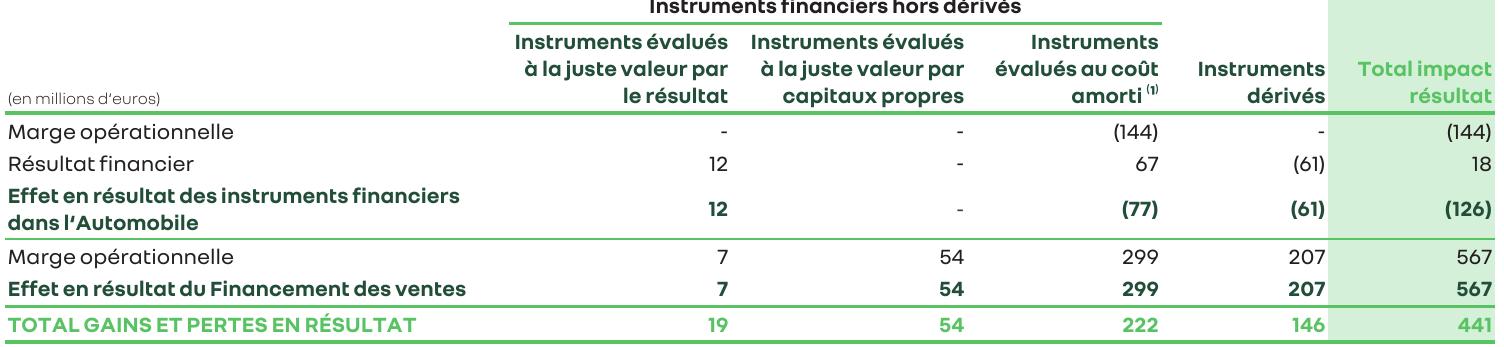 Instruments financiers hors dérivés
(en millions d'euros) Instruments évalués à la juste valeur par le résultat Instruments évalués à la juste valeur par capitaux propres Instruments évalués au coût amorti (1) Instruments dérivés Total impact résultat
Marge opérationnelle - - (144) - (144)
Résultat financier 12 - 67 (61) 18
Effet en résultat des instruments financiers dans l'Automobile 12 - (77) (61) (126)
Marge opérationnelle 7 54 299 207 567
Effet en résultat du Financement des ventes 7 54 299 207 567
TOTAL GAINS ET PERTES EN RÉSULTAT 19 54 222 146 441